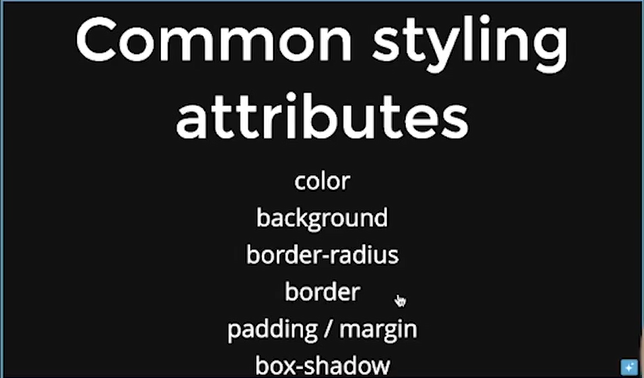 Common styling
attributes
color
background
border-radius
border
padding / margin
box-shadow